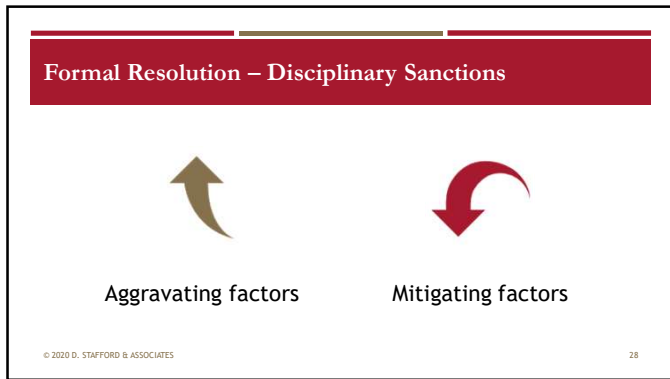 Formal Resolution – Disciplinary Sanctions
Aggravating factors
Mitigating factors
© 2020 D. STAFFORD & ASSOCIATES
28